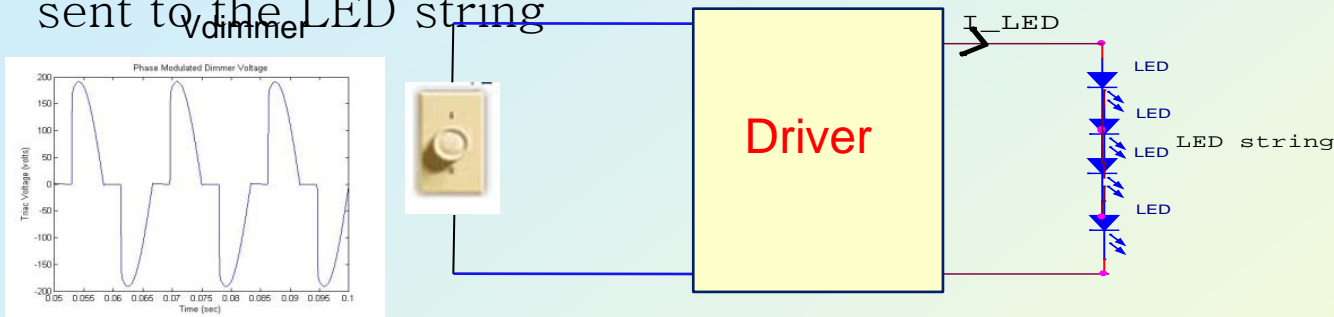 sent to the LED string
Vdimmer
Phase Modulated Dimmer Voltage
Triac Voltage (volts)
200
150
100
50
0
-50
-100
-150
-200
0.05 0.055 0.06 0.065 0.07 0.075 0.08 0.085 0.09 0.095 0.1
Time (sec)
Driver
I_LED
LED
LED
LED
LED string
LED